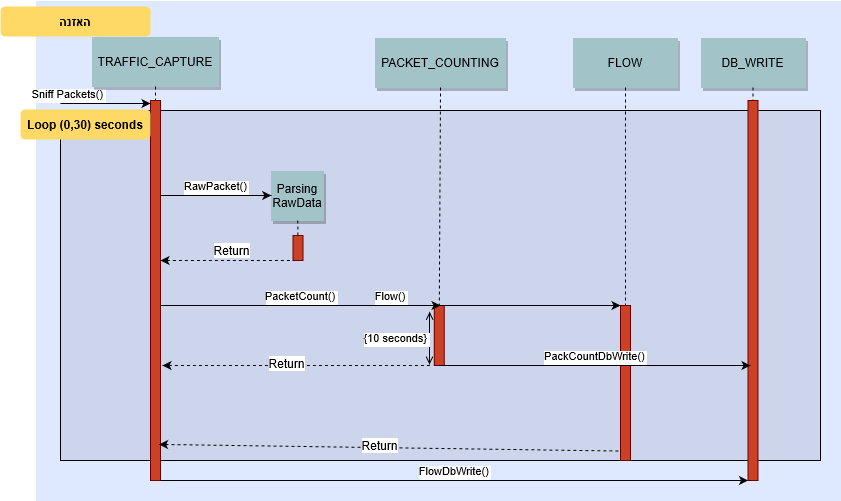 האזנה
TRAFFIC_CAPTURE
PACKET_COUNTING
FLOW
DB_WRITE
Sniff Packets()
Loop (0,30) seconds
RawPacket()
Parsing
RawData
Return
PacketCount()
Flow()
{10 seconds}
PackCountDbWrite()
Return
Return
FlowDbWrite()